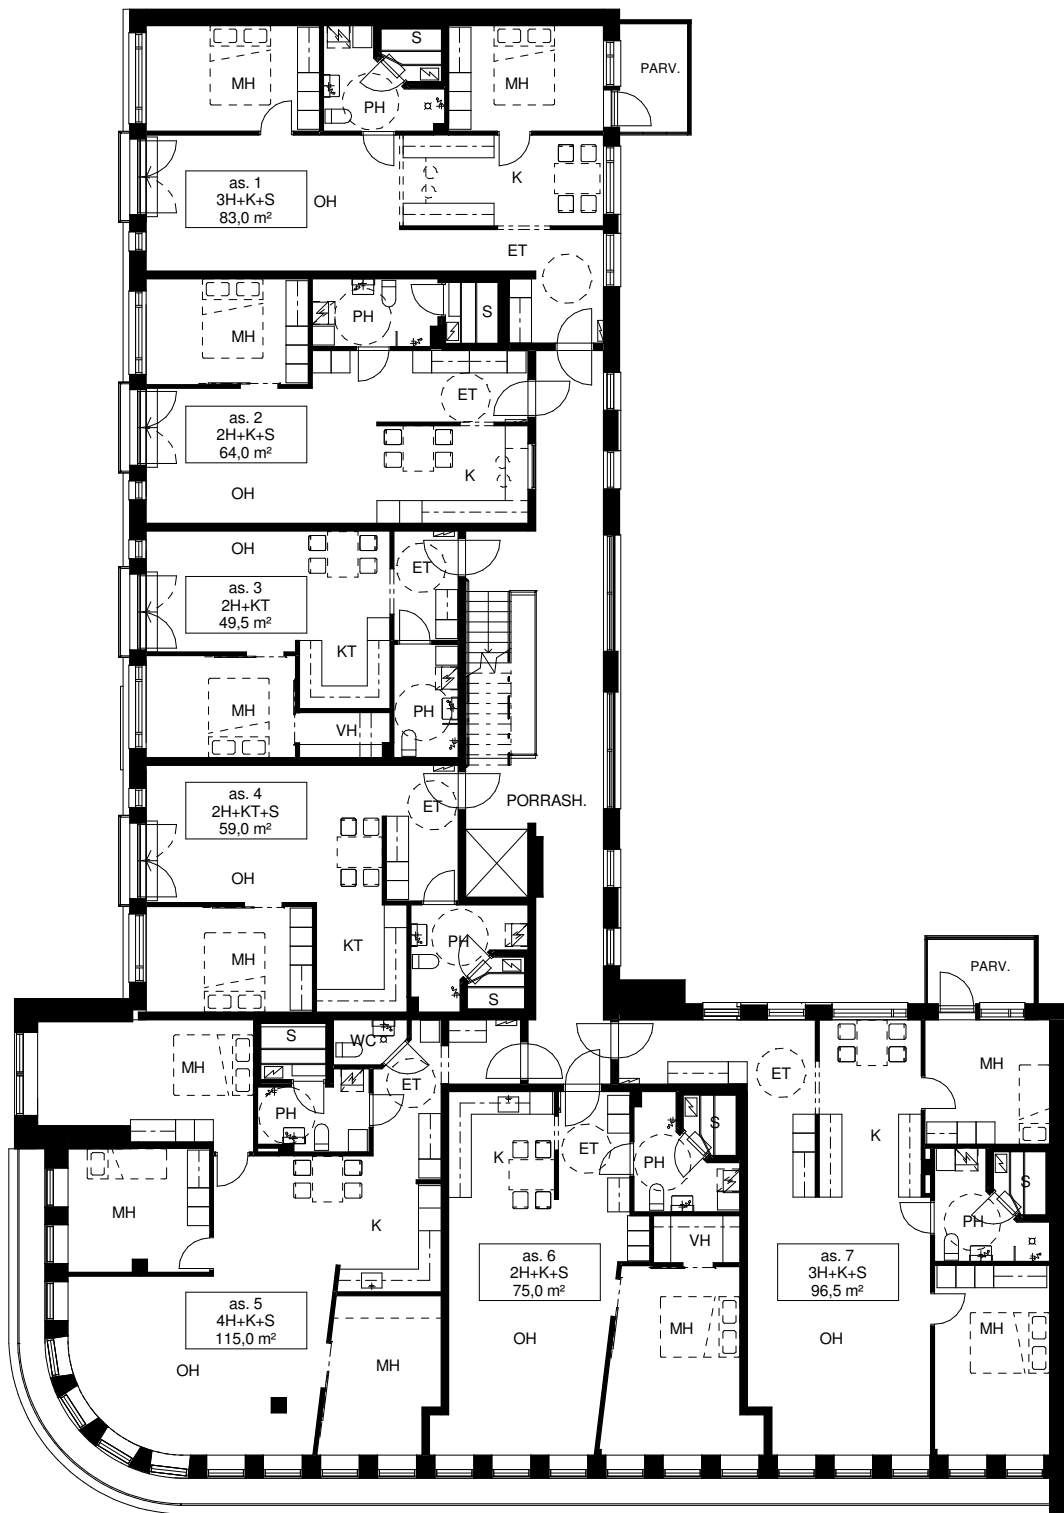 S
MH
MH
PARV.
PH
K
as. 1
3H+K+S
83,0 m²
OH
ET
MH
PH
S
ET
as. 2
2H+K+S
64,0 m²
K
OH
OH
ET
as. 3
2H+KT
49,5 m²
KT
MH
PH
VH
as. 4
2H+KT+S
59,0 m²
ET
PORRASH.
OH
PH
KT
MH
S
PARV.
S
WC
MH
ET
PH
MH
K
as. 5
4H+K+S
115,0 m²
OH
MH
K
ET
PH
S
VH
as. 6
2H+K+S
75,0 m²
OH
MH
ET
MH
K
S
PH
as. 7
3H+K+S
96,5 m²
OH
MH